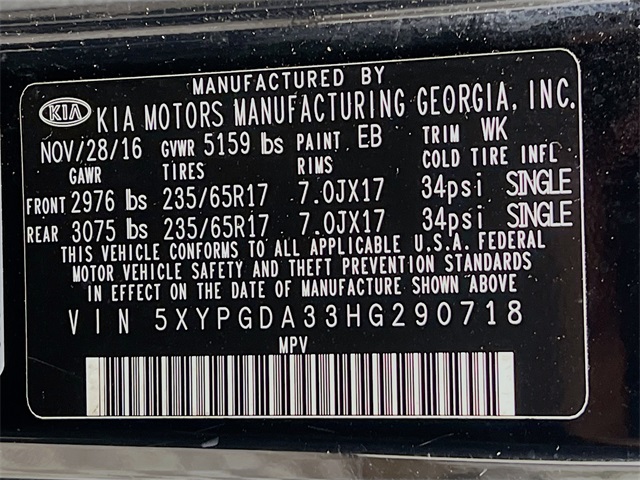 MANUFACTURED BY
KIA KIA MOTORS MANUFACTURING GEORGIA, INC.
NOV/28/16 GVWR 5159 lbs PAINT EB TRIM WK
GAWR TIRES RIMS COLD TIRE INFL
FRONT 2976 lbs 235/65R17 7.0JX17 34psi SINGLE
REAR 3075 lbs 235/65R17 7.0JX17 34psi SINGLE
THIS VEHICLE CONFORMS TO ALL APPLICABLE U.S.A. FEDERAL
MOTOR VEHICLE SAFETY AND THEFT PREVENTION STANDARDS
IN EFFECT ON THE DATE OF MANUFACTURE SHOWN ABOVE
VIN 5XYPGDA33HG290718
MPV